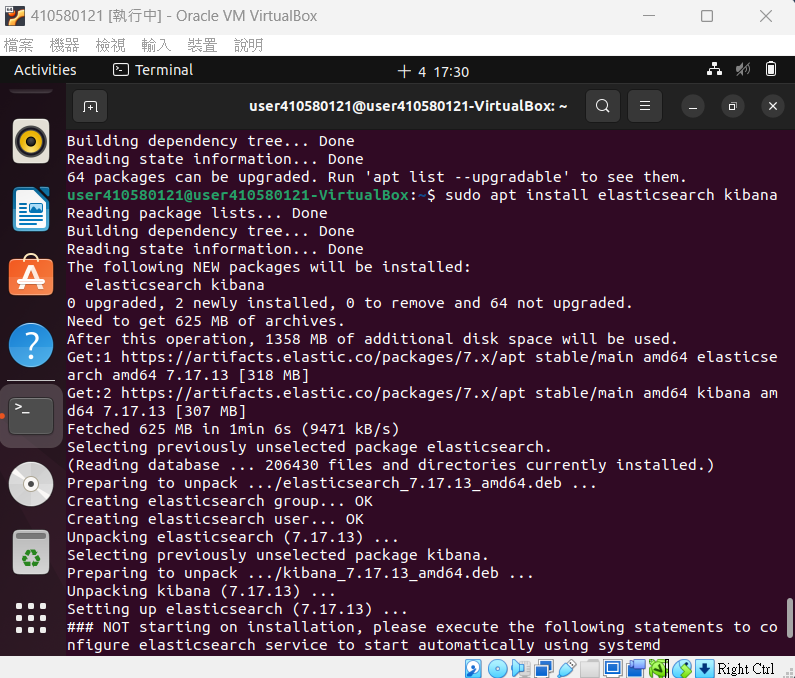 410580121 [執行中] - Oracle VM VirtualBox
檔案 機器 檢視 輸入 裝置 說明
Activities Terminal 十 4 17:30
user410580121@user410580121-VirtualBox: ~
Building dependency tree... Done
Reading state information... Done
64 packages can be upgraded. Run 'apt list --upgradable' to see them.
user410580121@user410580121-VirtualBox:~$ sudo apt install elasticsearch kibana
Reading package lists... Done
Building dependency tree... Done
Reading state information... Done
The following NEW packages will be installed:
  elasticsearch kibana
0 upgraded, 2 newly installed, 0 to remove and 64 not upgraded.
Need to get 625 MB of archives.
After this operation, 1358 MB of additional disk space will be used.
Get:1 https://artifacts.elastic.co/packages/7.x/apt stable/main amd64 elasticse
arch amd64 7.17.13 [318 MB]
Get:2 https://artifacts.elastic.co/packages/7.x/apt stable/main amd64 kibana am
d64 7.17.13 [307 MB]
Fetched 625 MB in 1min 6s (9471 kB/s)
Selecting previously unselected package elasticsearch.
(Reading database ... 206430 files and directories currently installed.)
Preparing to unpack .../elasticsearch_7.17.13_amd64.deb ...
Creating elasticsearch group... OK
Creating elasticsearch user... OK
Unpacking elasticsearch (7.17.13) ...
Selecting previously unselected package kibana.
Preparing to unpack .../kibana_7.17.13_amd64.deb ...
Unpacking kibana (7.17.13) ...
Setting up elasticsearch (7.17.13) ...
### NOT starting on installation, please execute the following statements to co
nfigure elasticsearch service to start automatically using systemd
Right Ctrl